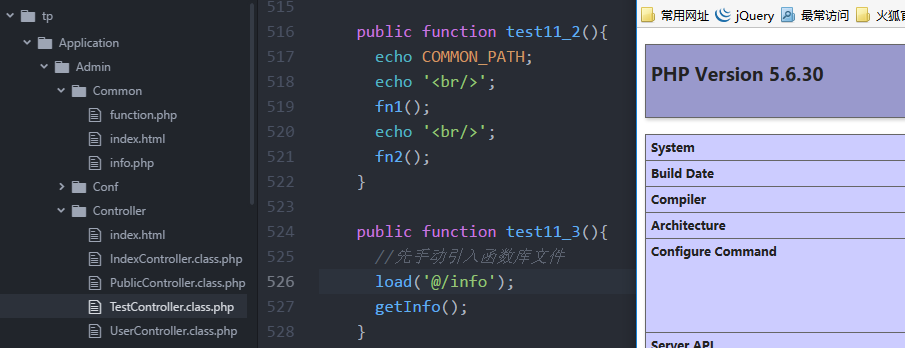 tp
Application
Admin
Common
function.php
index.html
info.php
Conf
Controller
index.html
IndexController.class.php
PublicController.class.php
TestController.class.php
UserController.class.php
515
516 public function test11_2(){
517 echo COMMON_PATH;
518 echo '<br/>';
519 fn1();
520 echo '<br/>';
521 fn2();
522 }
523
524 public function test11_3(){
525 //先手动引入函数库文件
526 load('@/info');
527 getInfo();
528 }
常用网址 jQuery 最常访问 火狐官
PHP Version 5.6.30
System
Build Date
Compiler
Architecture
Configure Command
Server API